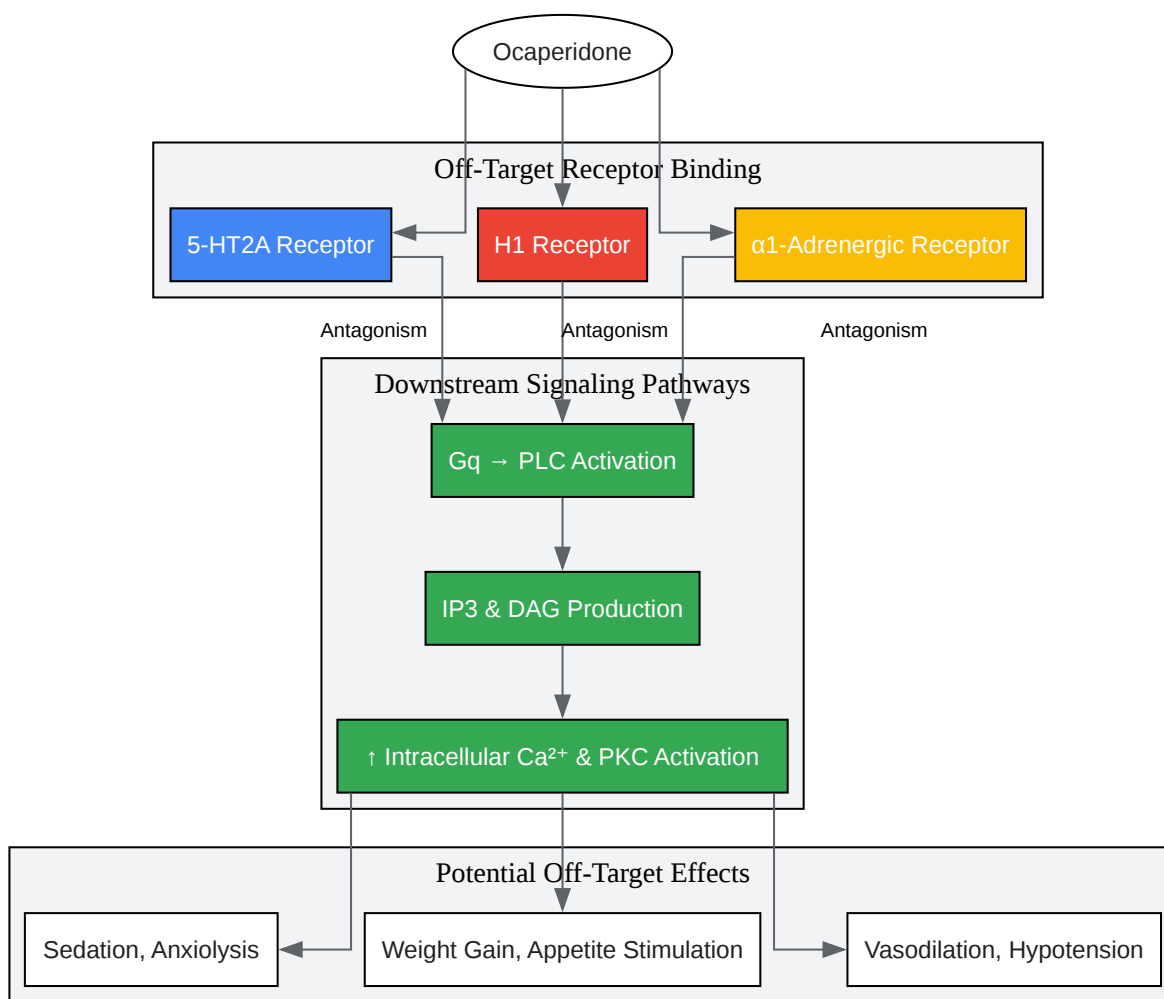 Ocaperidone
Off-Target Receptor Binding
5-HT2A Receptor
H1 Receptor
α1-Adrenergic Receptor
Antagonism
Antagonism
Antagonism
Downstream Signaling Pathways
Gq → PLC Activation
IP3 & DAG Production
↑ Intracellular Ca²⁺ & PKC Activation
Potential Off-Target Effects
Sedation, Anxiolysis
Weight Gain, Appetite Stimulation
Vasodilation, Hypotension